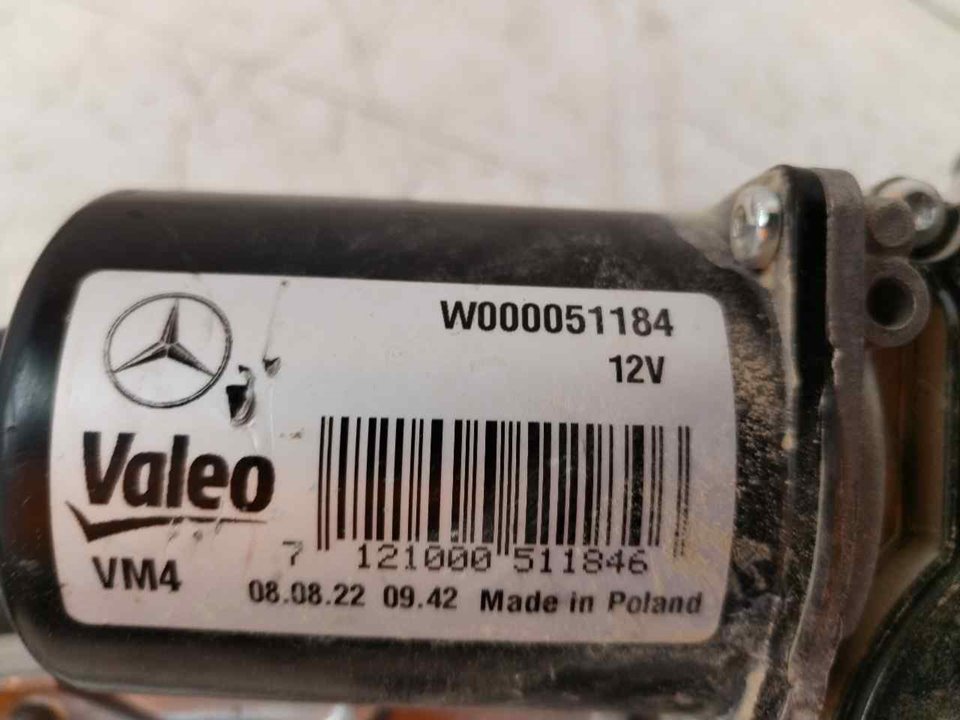 W000051184
12V
Valeo
7 121000 511846
VM4
08.08.22 09.42 Made in Poland